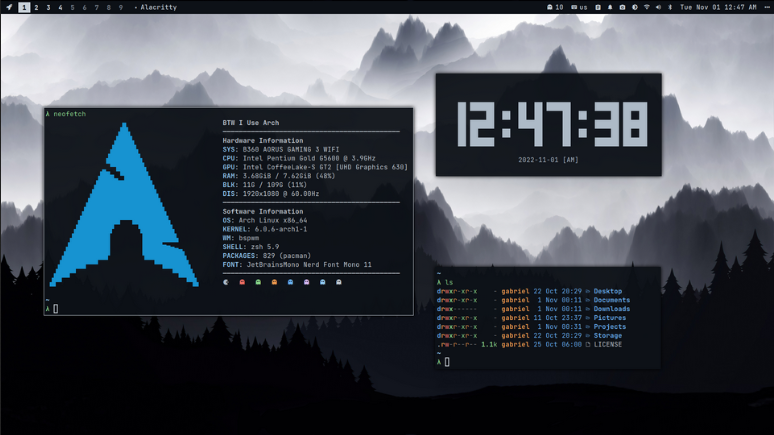 1 2 3 4 5 6 7 8 9 • Alacritty 10 us Tue Nov 01 12:47 AM
λ neofetch
BTW I Use Arch
Hardware Information
SYS: B360 AORUS GAMING 3 WIFI
CPU: Intel Pentium Gold G5600 @ 3.9GHz
GPU: Intel CoffeeLake-S GT2 [UHD Graphics 630]
RAM: 3.68GiB / 7.62GiB (48%)
BLK: 11G / 109G (11%)
DIS: 1920x1080 @ 60.00Hz
Software Information
OS: Arch Linux x86_64
KERNEL: 6.0.6-arch1-1
WM: bspwm
SHELL: zsh 5.9
PACKAGES: 829 (pacman)
FONT: JetBrainsMono Nerd Font Mono 11
~
λ
12:47:38
2022-11-01 [AM]
~
λ ls
drwxr-xr-x - gabriel 22 Oct 20:29 Desktop
drwxr-xr-x - gabriel 1 Nov 00:11 Documents
drwx------ - gabriel 1 Nov 00:11 Downloads
drwxr-xr-x - gabriel 11 Oct 23:37 Pictures
drwxr-xr-x - gabriel 1 Nov 00:31 Projects
drwxr-xr-x - gabriel 22 Oct 20:29 Storage
.rw-r--r-- 1.1k gabriel 25 Oct 06:00 LICENSE
~
λ